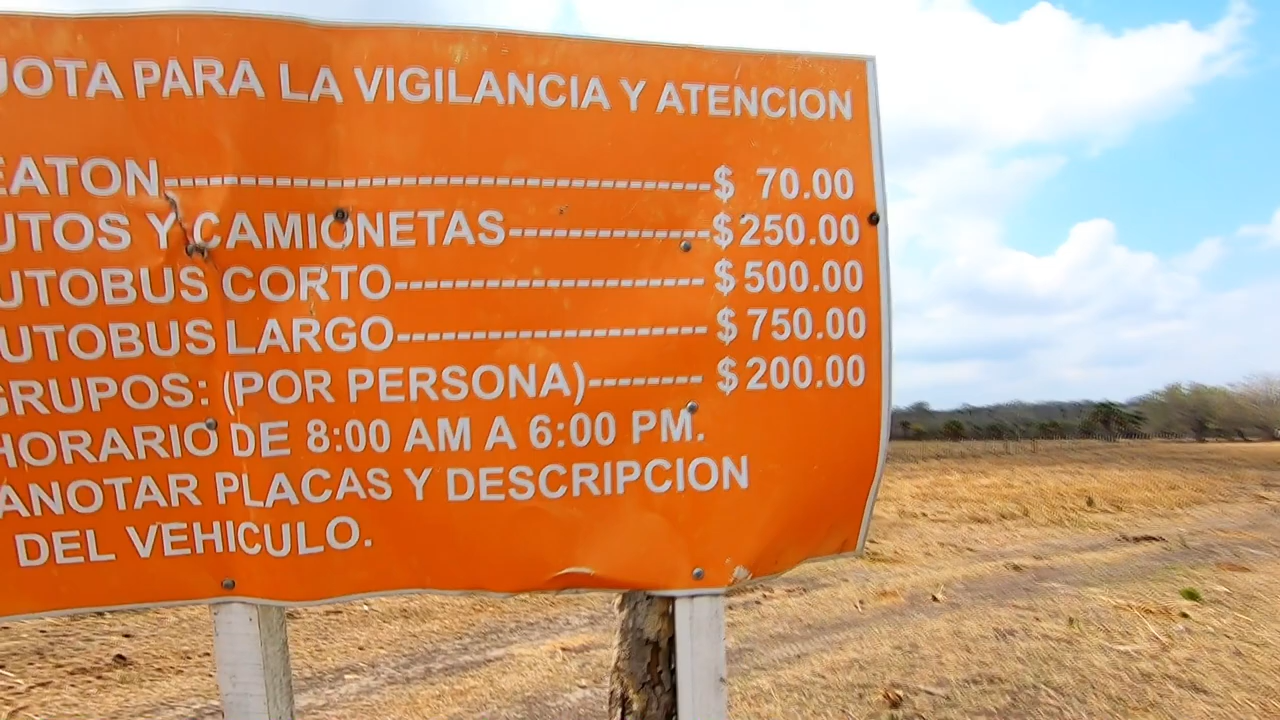 UOTA PARA LA VIGILANCIA Y ATENCION
EATON---------------------------------------$ 70.00
UTOS Y CAMIONETAS---------------$ 250.00
UTOBUS CORTO------------------------$ 500.00
UTOBUS LARGO------------------------$ 750.00
GRUPOS: (POR PERSONA)--------$ 200.00
HORARIO DE 8:00 AM A 6:00 PM.
ANOTAR PLACAS Y DESCRIPCION
DEL VEHICULO.